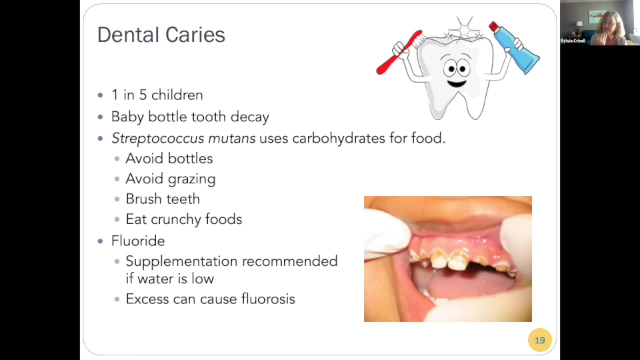 Dental Caries
1 in 5 children
Baby bottle tooth decay
Streptococcus mutans uses carbohydrates for food.
Avoid bottles
Avoid grazing
Brush teeth
Eat crunchy foods
Fluoride
Supplementation recommended
if water is low
Excess can cause fluorosis
19